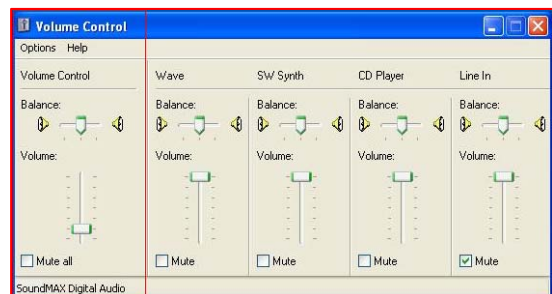 Volume Control
Options Help
Volume Control Wave SW Synth CD Player Line In
Balance: Balance: Balance: Balance: Balance:
Volume: Volume: Volume: Volume: Volume:
Mute all Mute Mute Mute Mute
SoundMAX Digital Audio